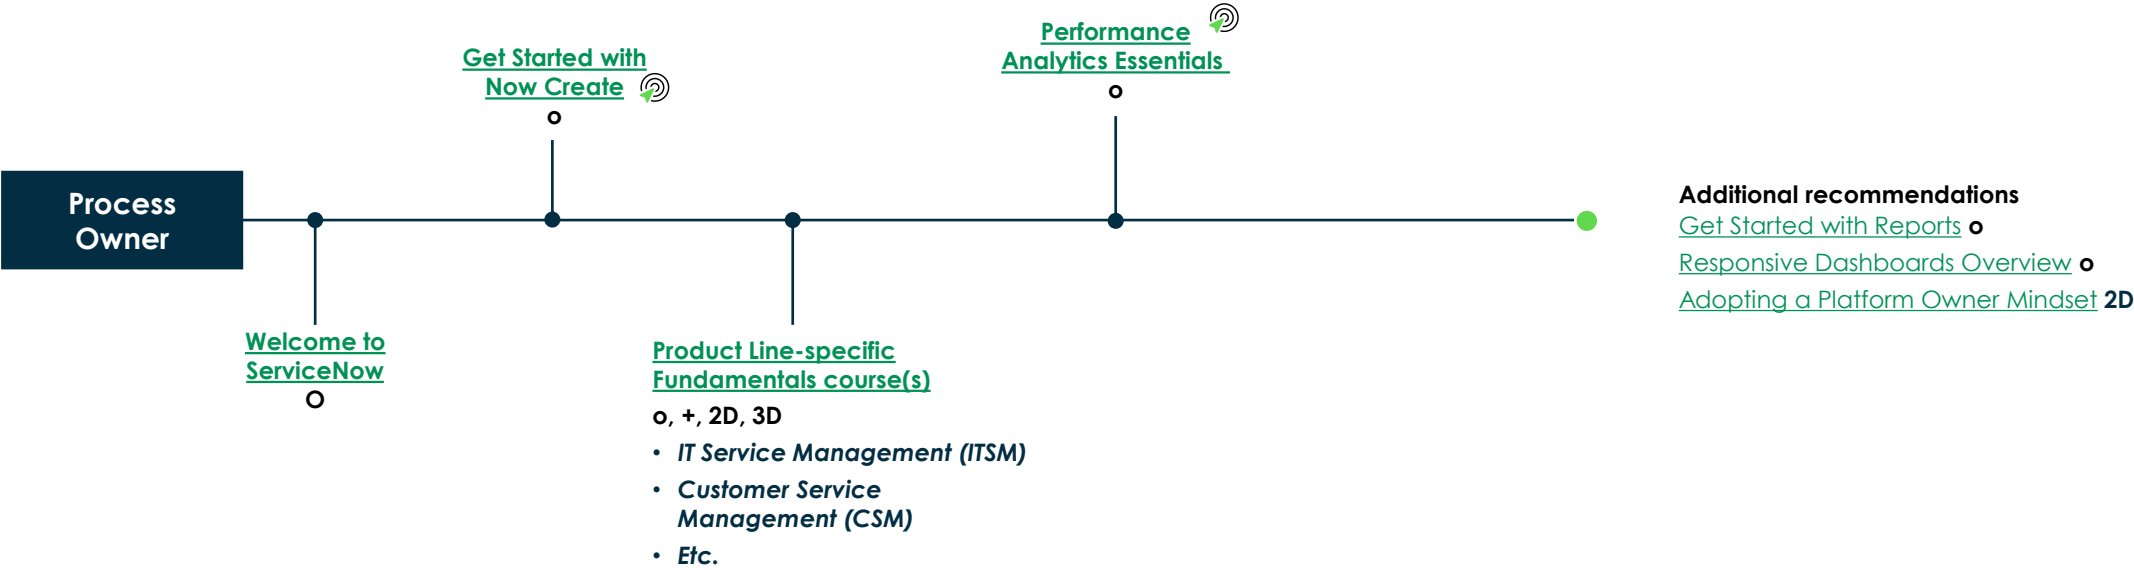 Process
Owner
Welcome to
ServiceNow
O
Get Started with
Now Create
o
Product Line-specific
Fundamentals course(s)
o, +, 2D, 3D
• IT Service Management (ITSM)
• Customer Service
Management (CSM)
• Etc.
Performance
Analytics Essentials
o
Additional recommendations
Get Started with Reports o
Responsive Dashboards Overview o
Adopting a Platform Owner Mindset 2D